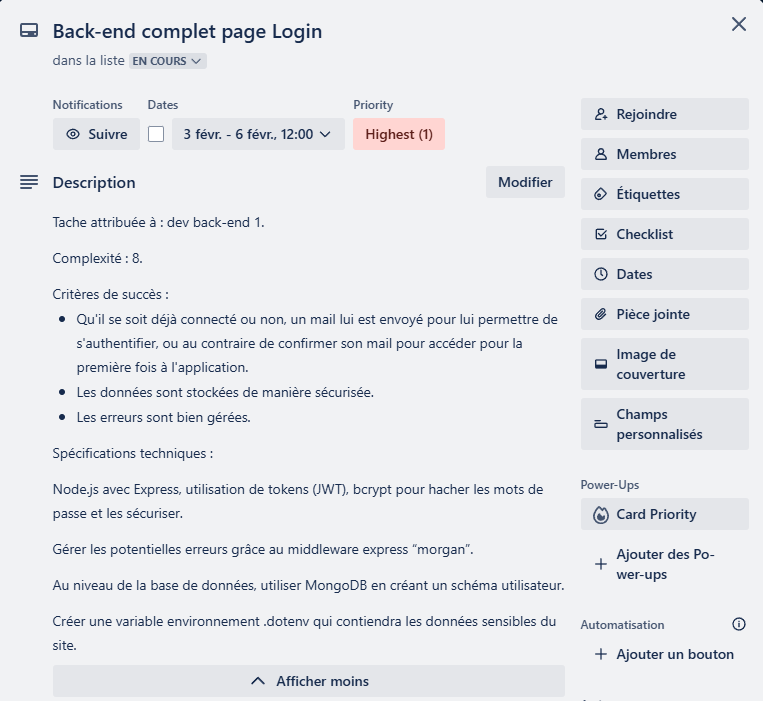 Back-end complet page Login
dans la liste EN COURS
Notifications
Dates
Priority
Suivre
3 févr. - 6 févr., 12:00
Highest (1)
Description
Modifier
Tache attribuée à : dev back-end 1.
Complexité : 8.
Critères de succès :
Qu'il se soit déjà connecté ou non, un mail lui est envoyé pour lui permettre de
s'authentifier, ou au contraire de confirmer son mail pour accéder pour la
première fois à l'application.
Les données sont stockées de manière sécurisée.
Les erreurs sont bien gérées.
Spécifications techniques :
Node.js avec Express, utilisation de tokens (JWT), bcrypt pour hacher les mots de
passe et les sécuriser.
Gérer les potentielles erreurs grâce au middleware express “morgan”.
Au niveau de la base de données, utiliser MongoDB en créant un schéma utilisateur.
Créer une variable environnement .dotenv qui contiendra les données sensibles du
site.
Afficher moins
Rejoindre
Membres
Étiquettes
Checklist
Dates
Pièce jointe
Image de
couverture
Champs
personnalisés
Power-Ups
Card Priority
Ajouter des Po-
wer-ups
Automatisation
Ajouter un bouton